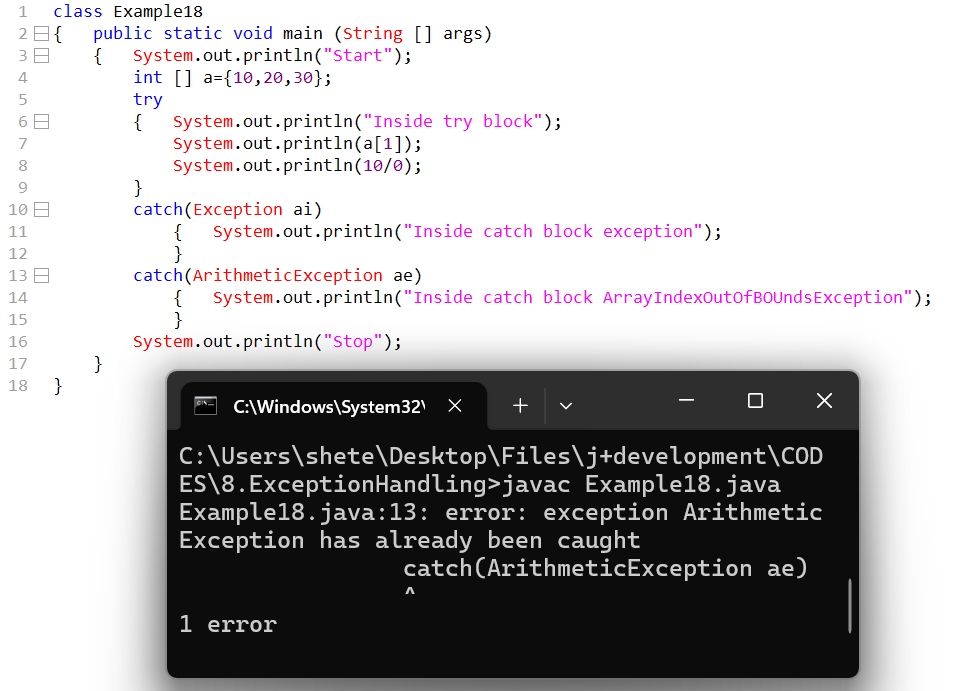 1 class Example18
2 {   public static void main (String [] args)
3     {   System.out.println("Start");
4         int [] a={10,20,30};
5         try
6         {   System.out.println("Inside try block");
7             System.out.println(a[1]);
8             System.out.println(10/0);
9         }
10         catch(Exception ai)
11             {   System.out.println("Inside catch block exception");
12             }
13         catch(ArithmeticException ae)
14             {   System.out.println("Inside catch block ArrayIndexOutOfBOUndsException");
15             }
16         System.out.println("Stop");
17     }
18 }
C:\Windows\System32\
C:\Users\shete\Desktop\Files\j+development\COD
ES\8.ExceptionHandling>javac Example18.java
Example18.java:13: error: exception Arithmetic
Exception has already been caught
                catch(ArithmeticException ae)
                ^
1 error